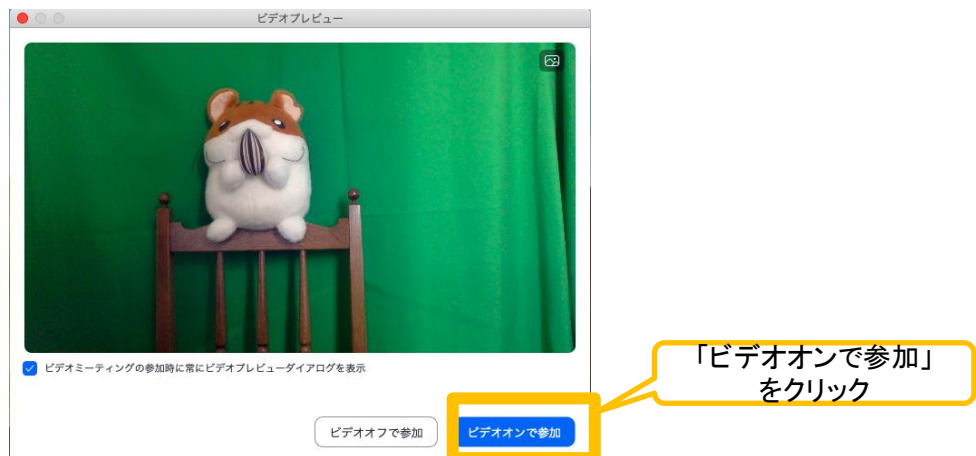 ビデオプレビュー
ビデオミーティングの参加時に常にビデオプレビューダイアログを表示
ビデオオフで参加
ビデオオンで参加
「ビデオオンで参加」
をクリック